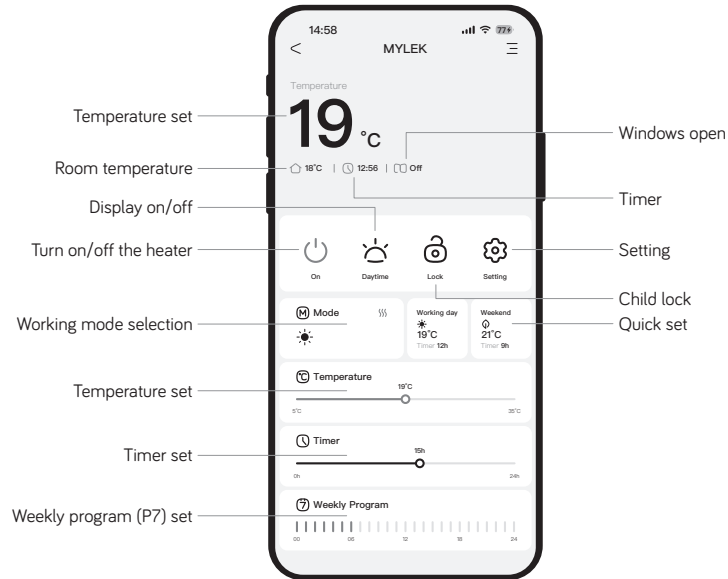 14:58
77
MYLEK
Temperature
Temperature set
19 °C
Windows open
Room temperature
18°C | 12:56 | Off
Display on/off
Timer
Turn on/off the heater
Setting
On
Daytime
Lock
Setting
Child lock
M Mode
Working day
Weekend
Working mode selection
Quick set
19°C
21°C
Timer 12h
Timer 9h
°C Temperature
Temperature set
19°C
5°C
35°C
Timer
Timer set
15h
0h
24h
7 Weekly Program
Weekly program (P7) set
00
06
12
18
24